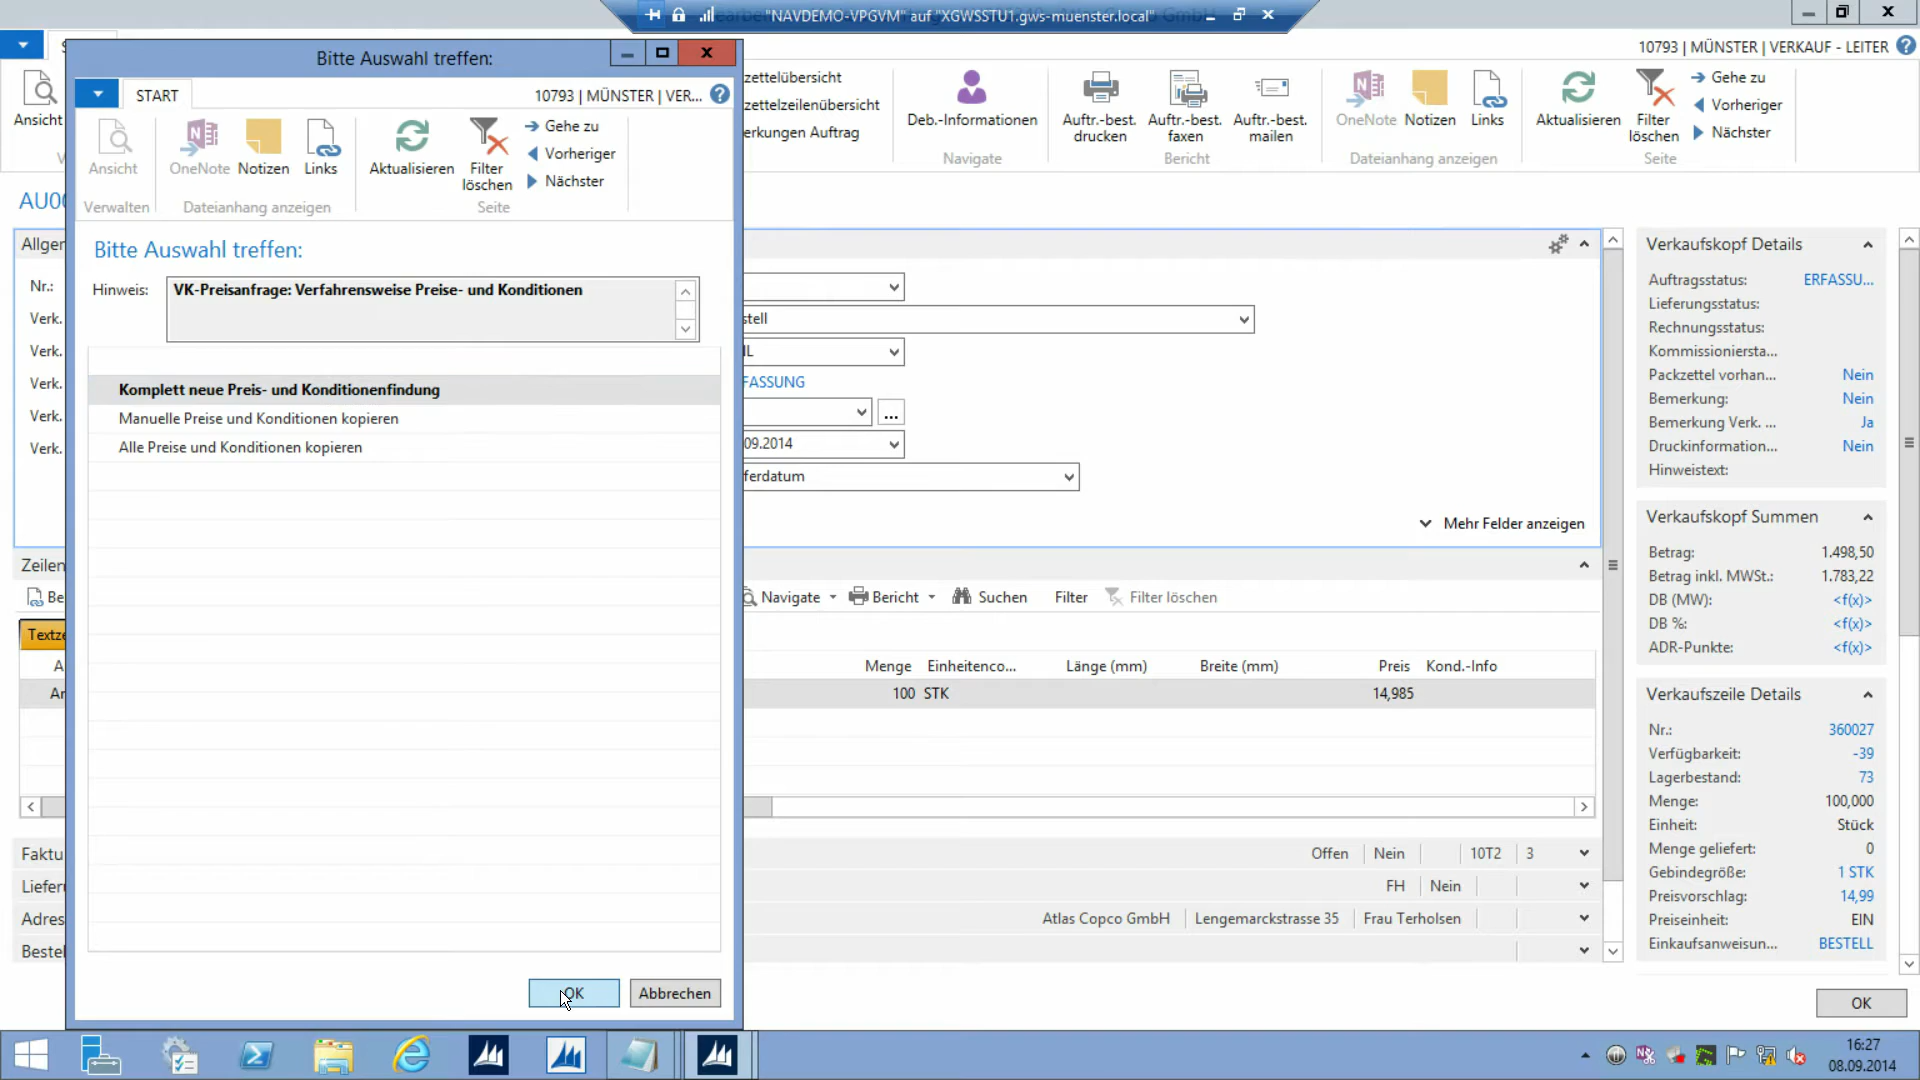 "NAVDEMO-VPGVM" auf "XGWSSTU1.gws-muenster.local"
10793 | MÜNSTER | VERKAUF - LEITER
Bitte Auswahl treffen:
START
10793 | MÜNSTER | VER...
Ansicht
OneNote
Notizen
Links
Aktualisieren
Filter löschen
Gehe zu
Vorheriger
Nächster
Verwalten
Dateianhang anzeigen
Seite
Bitte Auswahl treffen:
Hinweis:
VK-Preisanfrage: Verfahrensweise Preise- und Konditionen
Komplett neue Preis- und Konditionenfindung
Manuelle Preise und Konditionen kopieren
Alle Preise und Konditionen kopieren
OK
Abbrechen
Ansicht
zettelübersicht
zettelzeilenübersicht
erkungen Auftrag
Deb.-Informationen
Navigate
Auftr.-best. drucken
Auftr.-best. faxen
Auftr.-best. mailen
Bericht
OneNote
Notizen
Links
Dateianhang anzeigen
Aktualisieren
Filter löschen
Gehe zu
Vorheriger
Nächster
Seite
AU00
Allger
Nr.:
Verk.
Verk.
Verk.
Verk.
Verk.
stell
IL
FASSUNG
...
09.2014
ferdatum
Mehr Felder anzeigen
Zeilen
Be
Navigate
Bericht
Suchen
Filter
Filter löschen
Textze
Menge
Einheitenco...
Länge (mm)
Breite (mm)
Preis
Kond.-Info
A
Ar
100
STK
14,985
Faktu
Offen
Nein
10T2
3
Liefer
FH
Nein
Adres
Atlas Copco GmbH
Lengemarckstrasse 35
Frau Terholsen
Bestel
Verkaufskopf Details
Auftragsstatus: ERFASSU...
Lieferungsstatus:
Rechnungsstatus:
Kommissioniersta...
Packzettel vorhan... Nein
Bemerkung: Nein
Bemerkung Verk. ... Ja
Druckinformation... Nein
Hinweistext:
Verkaufskopf Summen
Betrag: 1.498,50
Betrag inkl. MWSt.: 1.783,22
DB (MW): <f(x)>
DB %: <f(x)>
ADR-Punkte: <f(x)>
Verkaufszeile Details
Nr.: 360027
Verfügbarkeit: -39
Lagerbestand: 73
Menge: 100,000
Einheit: Stück
Menge geliefert: 0
Gebindegröße: 1 STK
Preisvorschlag: 14,99
Preiseinheit: EIN
Einkaufsanweisun... BESTELL
OK
16:27
08.09.2014